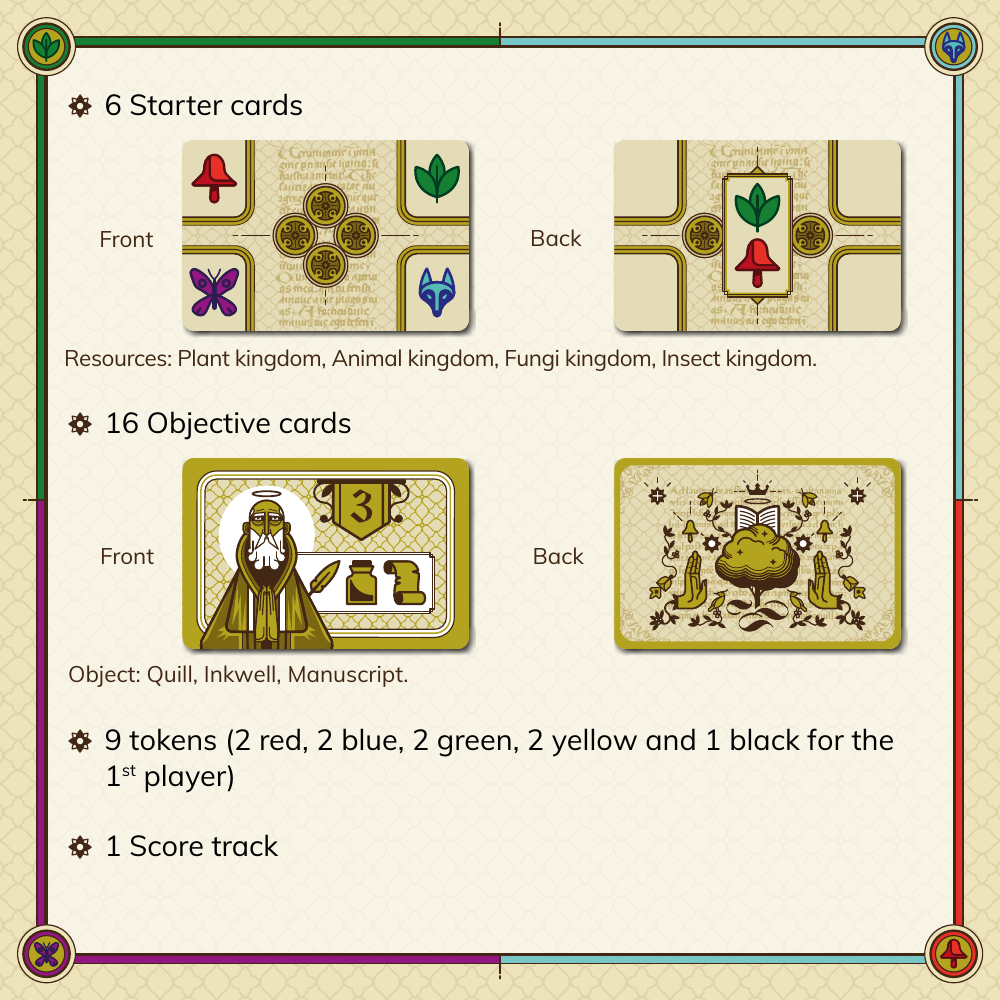 6 Starter cards
Front
Back
Resources: Plant kingdom, Animal kingdom, Fungi kingdom, Insect kingdom.
16 Objective cards
3
Front
Back
Object: Quill, Inkwell, Manuscript.
9 tokens (2 red, 2 blue, 2 green, 2 yellow and 1 black for the
1st player)
1 Score track